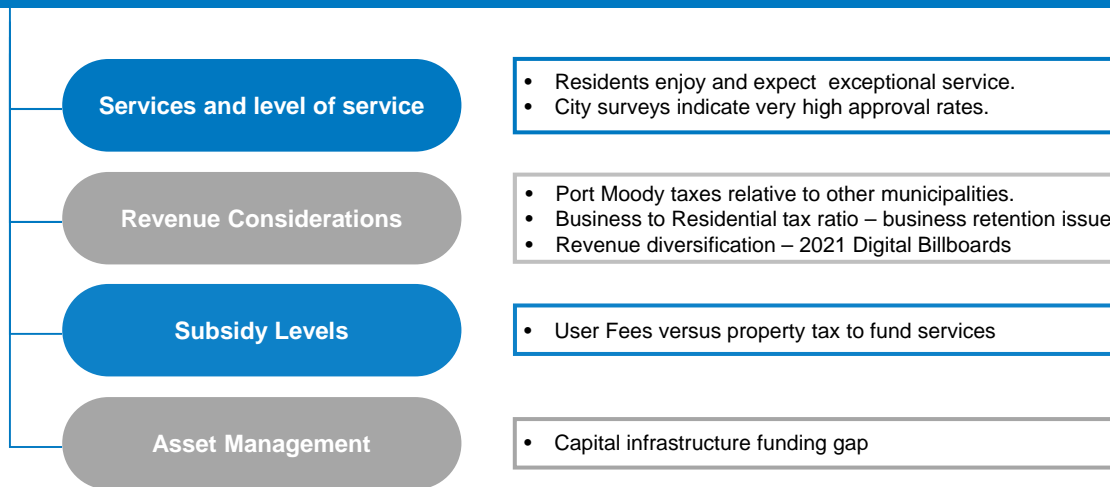 Services and level of service
• Residents enjoy and expect exceptional service.
• City surveys indicate very high approval rates.
Revenue Considerations
• Port Moody taxes relative to other municipalities.
• Business to Residential tax ratio – business retention issue
• Revenue diversification – 2021 Digital Billboards
Subsidy Levels
• User Fees versus property tax to fund services
Asset Management
• Capital infrastructure funding gap